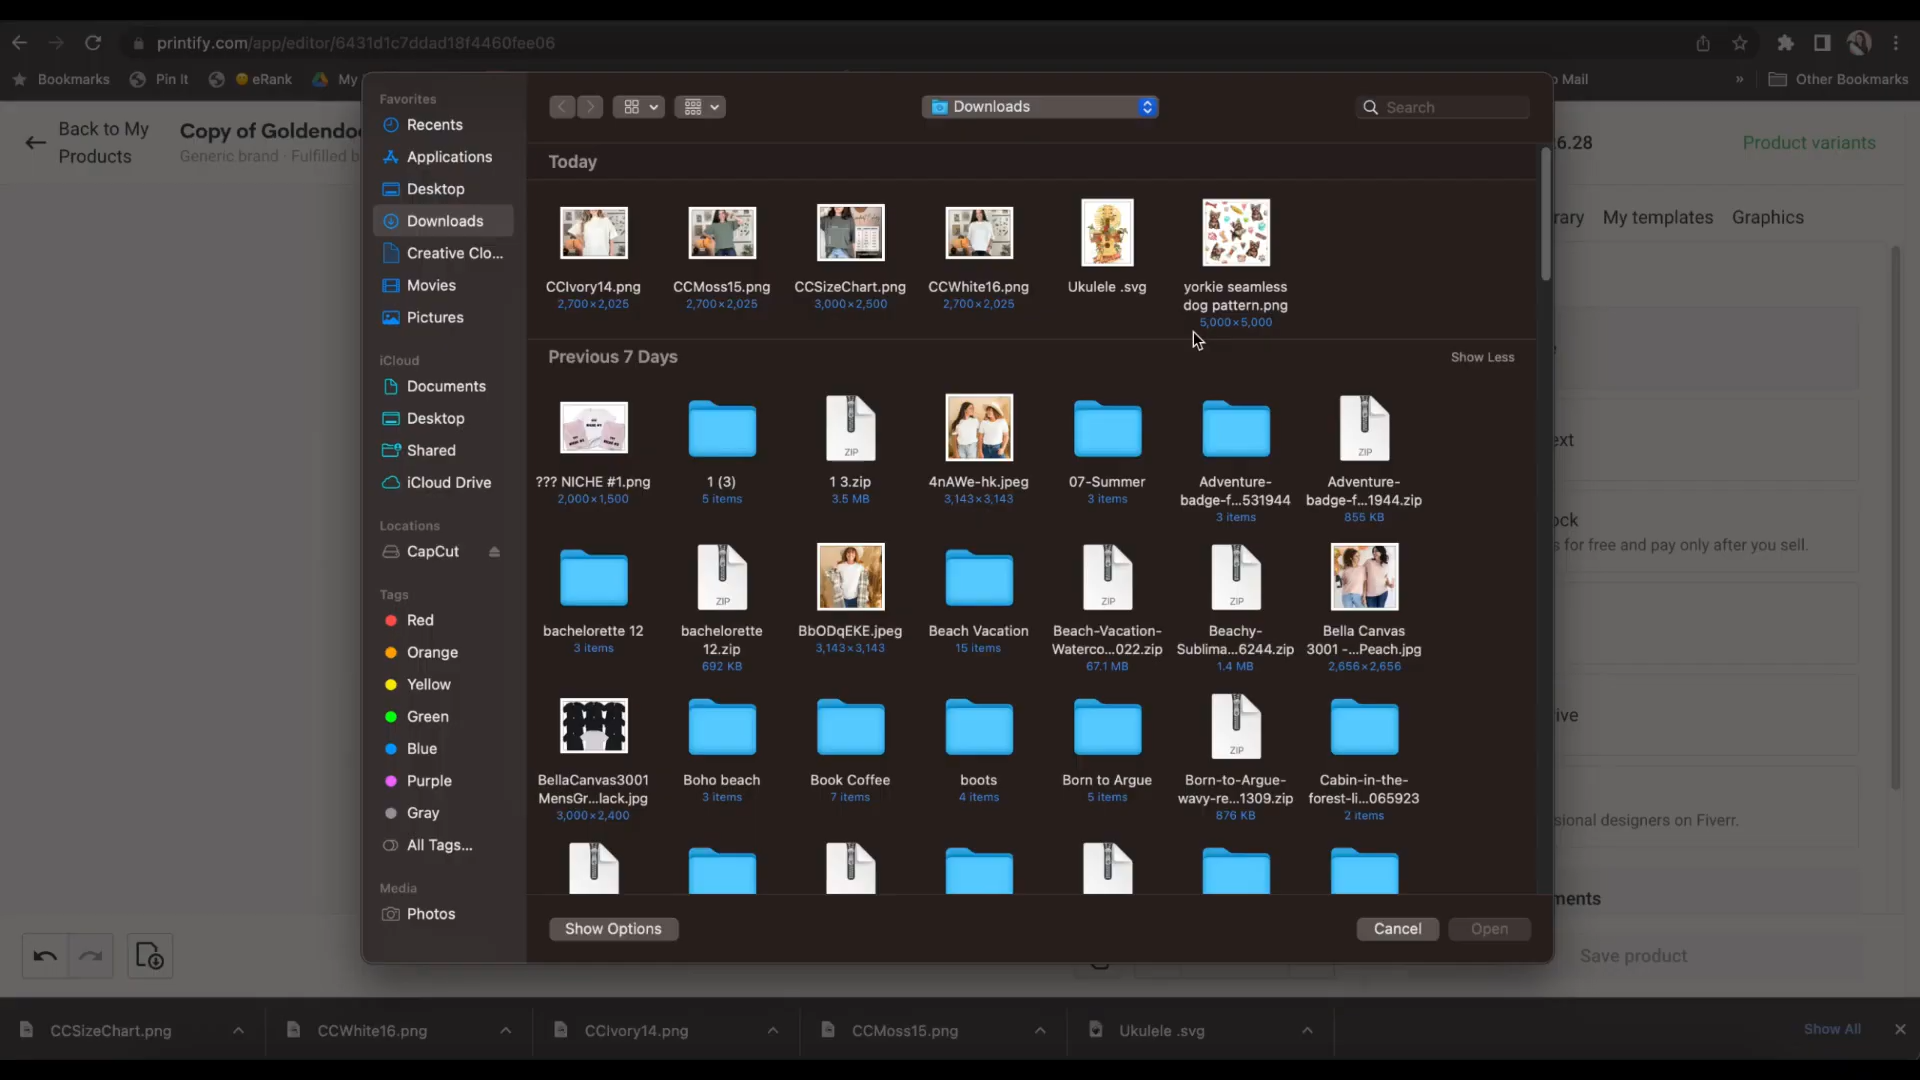 printify.com/app/editor/6431d1c7ddad18f4460fee06
Bookmarks Pin It eRank My Mail » Other Bookmarks
Back to My
Products
Copy of Goldendoo
Generic brand · Fulfilled b
6.28
Product variants
rary My templates Graphics
ext
ock
s for free and pay only after you sell.
ive
sional designers on Fiverr.
ments
Save product
Favorites
Recents
Applications
Desktop
Downloads
Creative Clo...
Movies
Pictures
iCloud
Documents
Desktop
Shared
iCloud Drive
Locations
CapCut
Tags
Red
Orange
Yellow
Green
Blue
Purple
Gray
All Tags...
Media
Photos
Downloads
Search
Today
CCIvory14.png
2,700×2,025
CCMoss15.png
2,700×2,025
CCSizeChart.png
3,000×2,500
CCWhite16.png
2,700×2,025
Ukulele .svg
yorkie seamless
dog pattern.png
5,000×5,000
Previous 7 Days
Show Less
??? NICHE #1.png
2,000×1,500
1 (3)
5 items
ZIP
1 3.zip
3.5 MB
4nAWe-hk.jpeg
3,143×3,143
07-Summer
3 items
Adventure-
badge-f...531944
3 items
ZIP
Adventure-
badge-f...1944.zip
855 KB
bachelorette 12
3 items
ZIP
bachelorette
12.zip
692 KB
BbODqEKE.jpeg
3,143×3,143
Beach Vacation
15 items
ZIP
Beach-Vacation-
Waterco...022.zip
67.1 MB
ZIP
Beachy-
Sublima...6244.zip
1.4 MB
Bella Canvas
3001 -...Peach.jpg
2,656×2,656
BellaCanvas3001
MensGr...lack.jpg
3,000×2,400
Boho beach
3 items
Book Coffee
7 items
boots
4 items
Born to Argue
5 items
ZIP
Born-to-Argue-
wavy-re...1309.zip
876 KB
Cabin-in-the-
forest-li...065923
2 items
Show Options
Cancel
Open
CCSizeChart.png
CCWhite16.png
CCIvory14.png
CCMoss15.png
Ukulele .svg
Show All